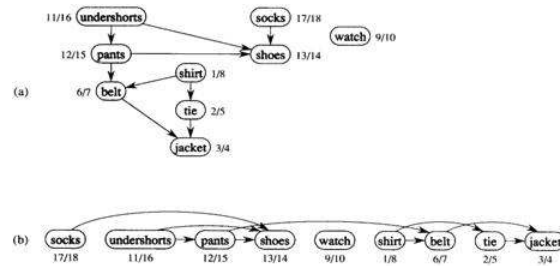 11/16 undershorts socks 17/18
watch 9/10
12/15 pants shoes 13/14
shirt 1/8
(a) 6/7 belt
tie 2/5
jacket 3/4
(b) socks undershorts pants shoes watch shirt belt tie jacket
17/18 11/16 12/15 13/14 9/10 1/8 6/7 2/5 3/4